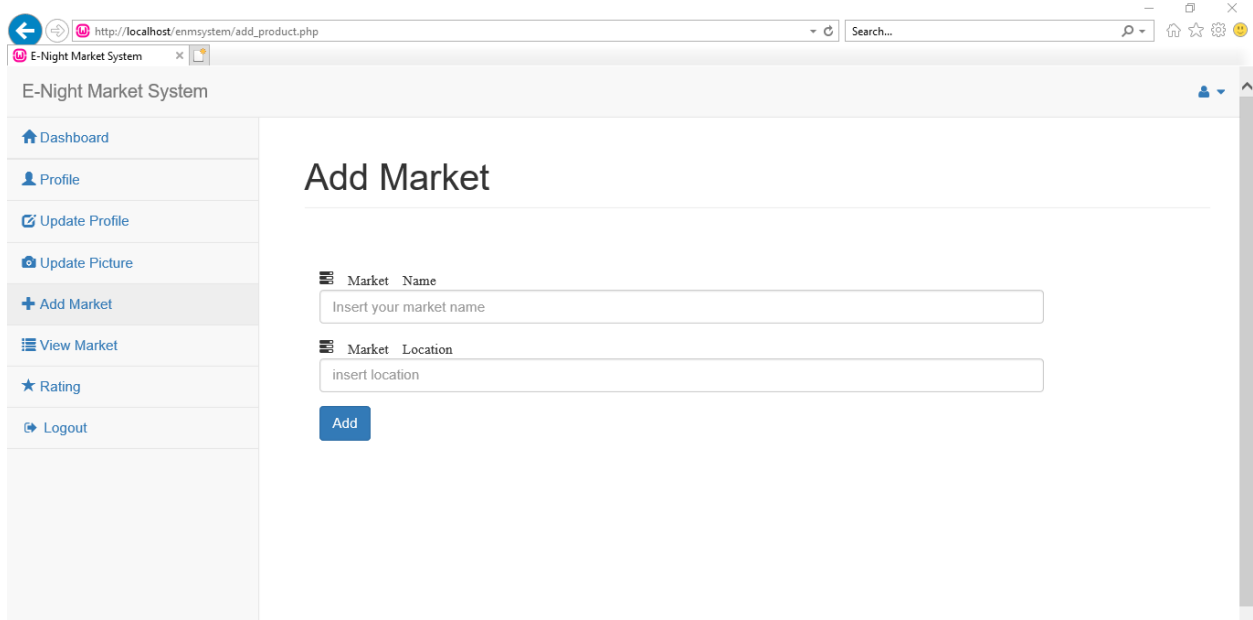 http://localhost/enmsystem/add_product.php
Search...
E-Night Market System
E-Night Market System
Dashboard
Profile
Update Profile
Update Picture
Add Market
View Market
Rating
Logout
Add Market
Market Name
Insert your market name
Market Location
insert location
Add